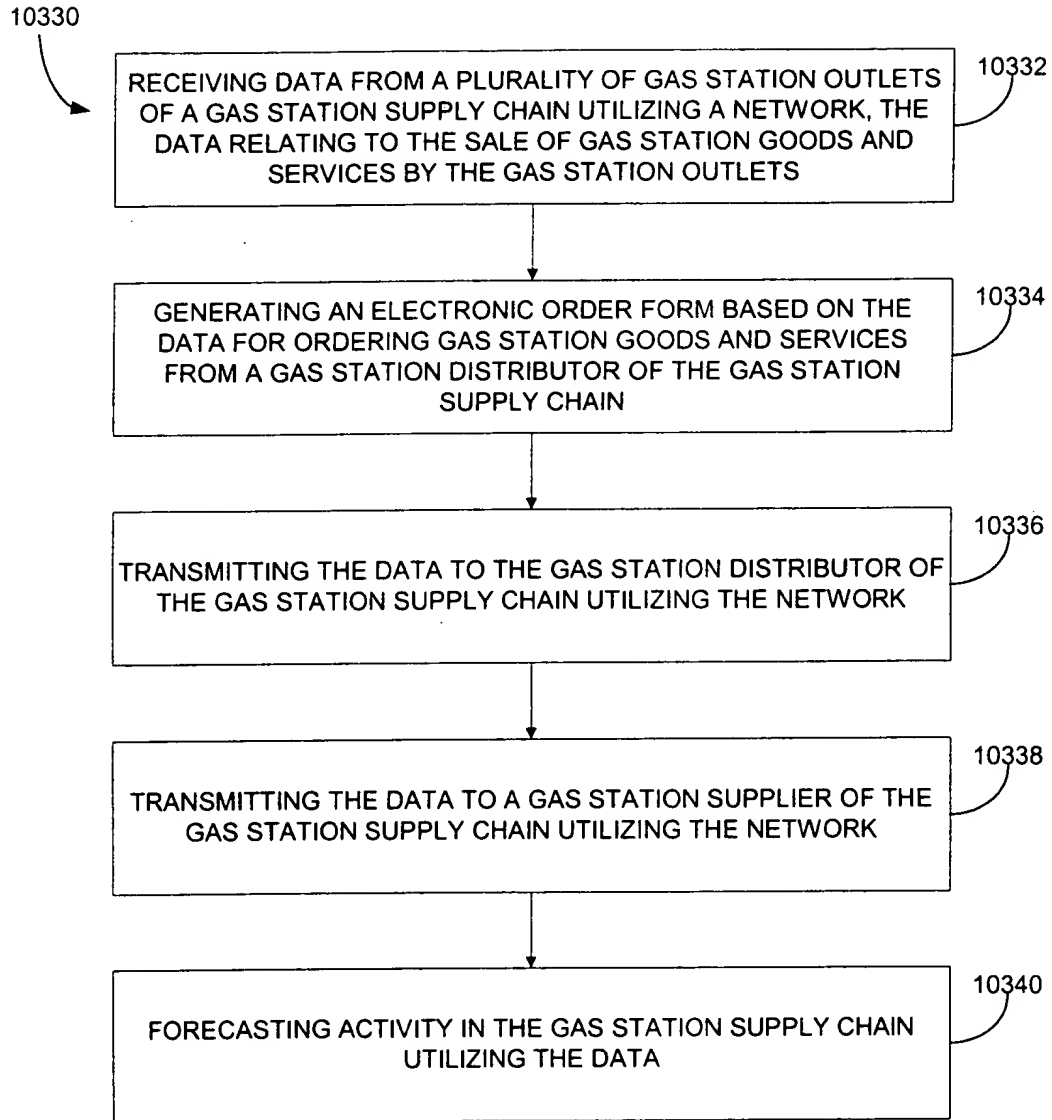 10330
RECEIVING DATA FROM A PLURALITY OF GAS STATION OUTLETS
OF A GAS STATION SUPPLY CHAIN UTILIZING A NETWORK, THE
DATA RELATING TO THE SALE OF GAS STATION GOODS AND
SERVICES BY THE GAS STATION OUTLETS
10332
GENERATING AN ELECTRONIC ORDER FORM BASED ON THE
DATA FOR ORDERING GAS STATION GOODS AND SERVICES
FROM A GAS STATION DISTRIBUTOR OF THE GAS STATION
SUPPLY CHAIN
10334
TRANSMITTING THE DATA TO THE GAS STATION DISTRIBUTOR OF
THE GAS STATION SUPPLY CHAIN UTILIZING THE NETWORK
10336
TRANSMITTING THE DATA TO A GAS STATION SUPPLIER OF THE
GAS STATION SUPPLY CHAIN UTILIZING THE NETWORK
10338
FORECASTING ACTIVITY IN THE GAS STATION SUPPLY CHAIN
UTILIZING THE DATA
10340